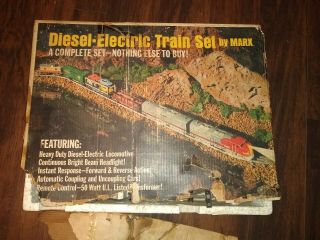 Diesel-Electric Train Set by MARX
A COMPLETE SET—NOTHING ELSE TO BUY!
FEATURING:
Heavy Duty Diesel-Electric Locomotive
Continuous Bright Beam Headlight!
Instant Response—Forward & Reverse Action!
Automatic Coupling and Uncoupling Cars!
Remote Control—50 Watt U.L. Listed Transformer!